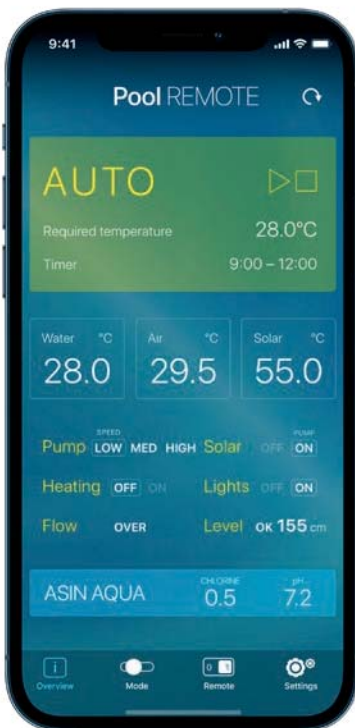 9:41
Pool REMOTE
AUTO
Required temperature 28.0°C
Timer 9:00 – 12:00
Water °C Air °C Solar °C
28.0 29.5 55.0
SPEED PUMP
Pump LOW MED HIGH Solar OFF ON
Heating OFF ON Lights OFF ON
Flow OVER Level OK 155 cm
CHLORINE pH
ASIN AQUA 0.5 7.2
i 0 1
Overview Mode Remote Settings